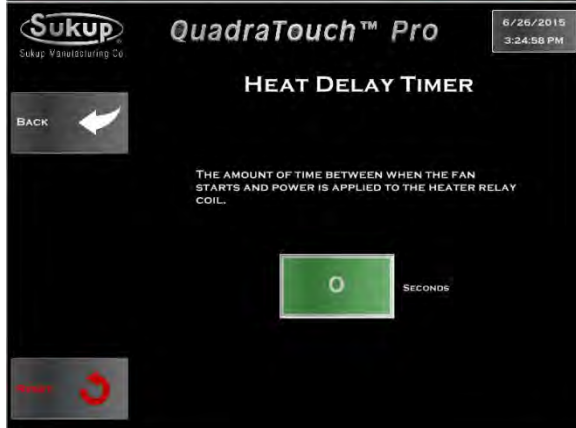 Sukup
Sukup Manufacturing Co.
QuadraTouch™ Pro
6/26/2015
3:24:58 PM
HEAT DELAY TIMER
BACK
THE AMOUNT OF TIME BETWEEN WHEN THE FAN
STARTS AND POWER IS APPLIED TO THE HEATER RELAY
COIL.
0
SECONDS